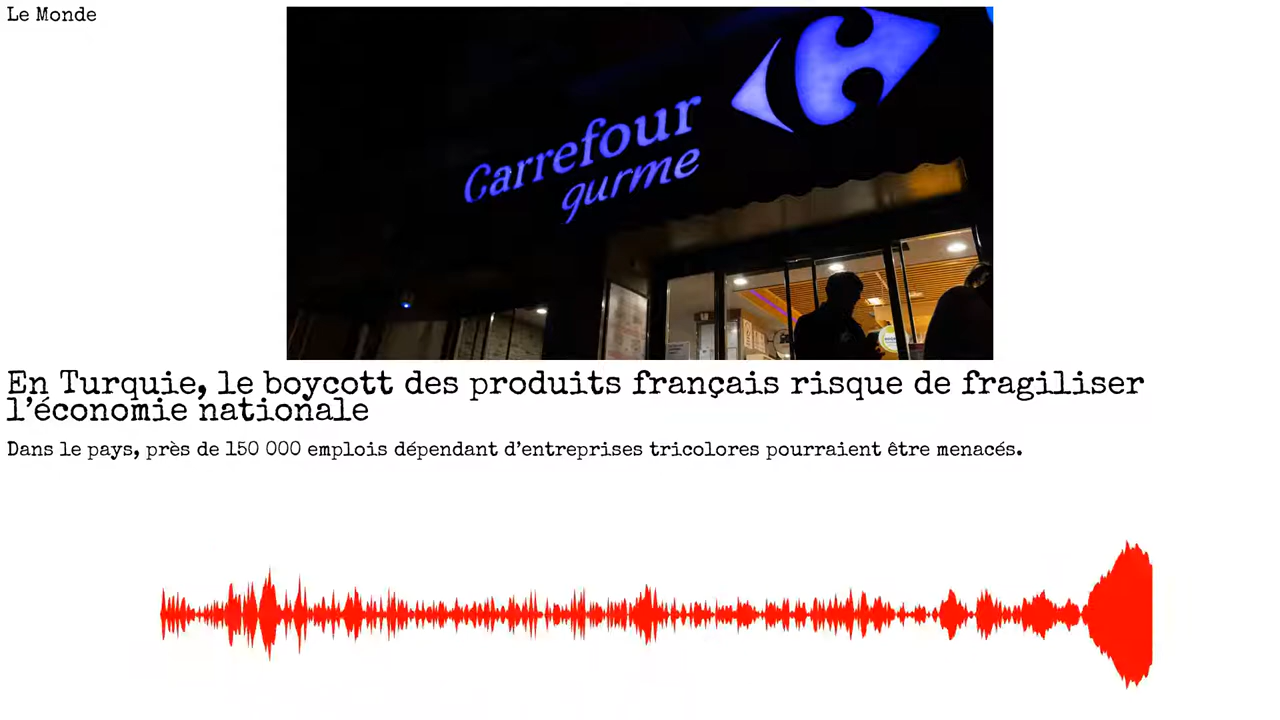 Le Monde
Carrefour
gurme
En Turquie, le boycott des produits français risque de fragiliser
l'économie nationale
Dans le pays, près de 150 000 emplois dépendant d'entreprises tricolores pourraient être menacés.